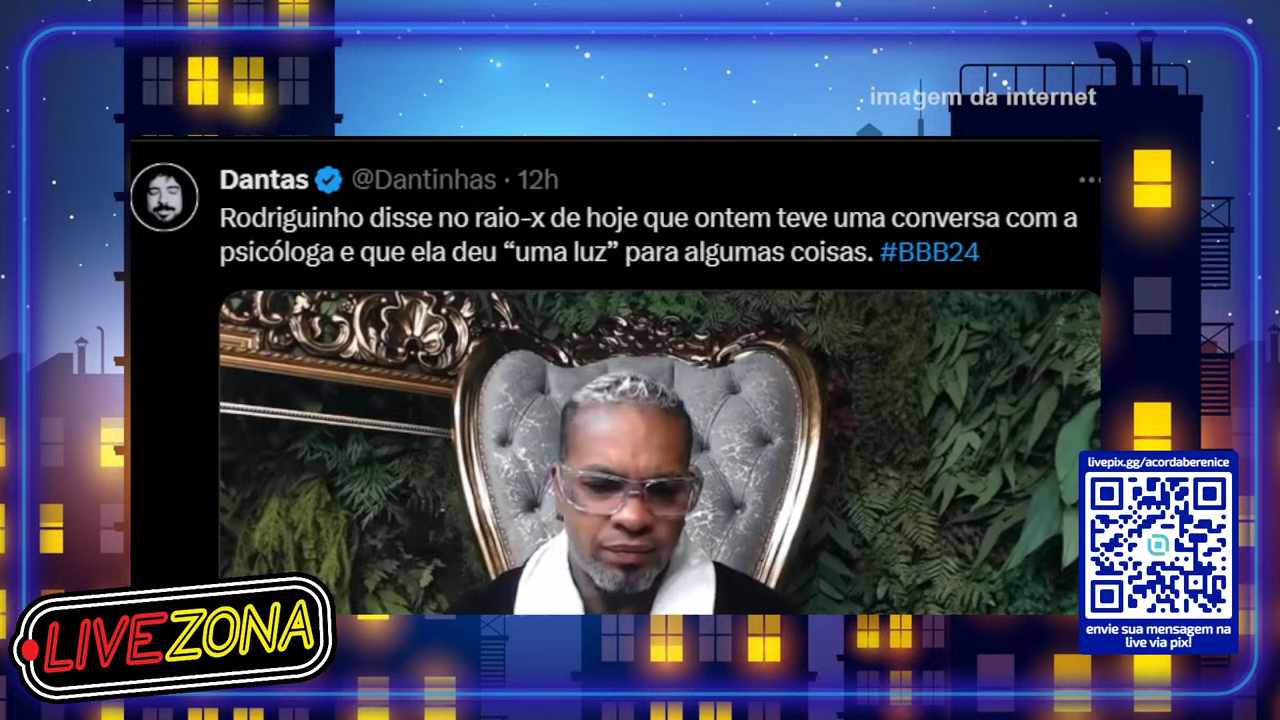 imagem da internet
Dantas @Dantinhas · 12h
Rodriguinho disse no raio-x de hoje que ontem teve uma conversa com a
psicóloga e que ela deu “uma luz” para algumas coisas. #BBB24
livepix.gg/acordaberenice
envie sua mensagem na
live via pix!
LIVEZONA